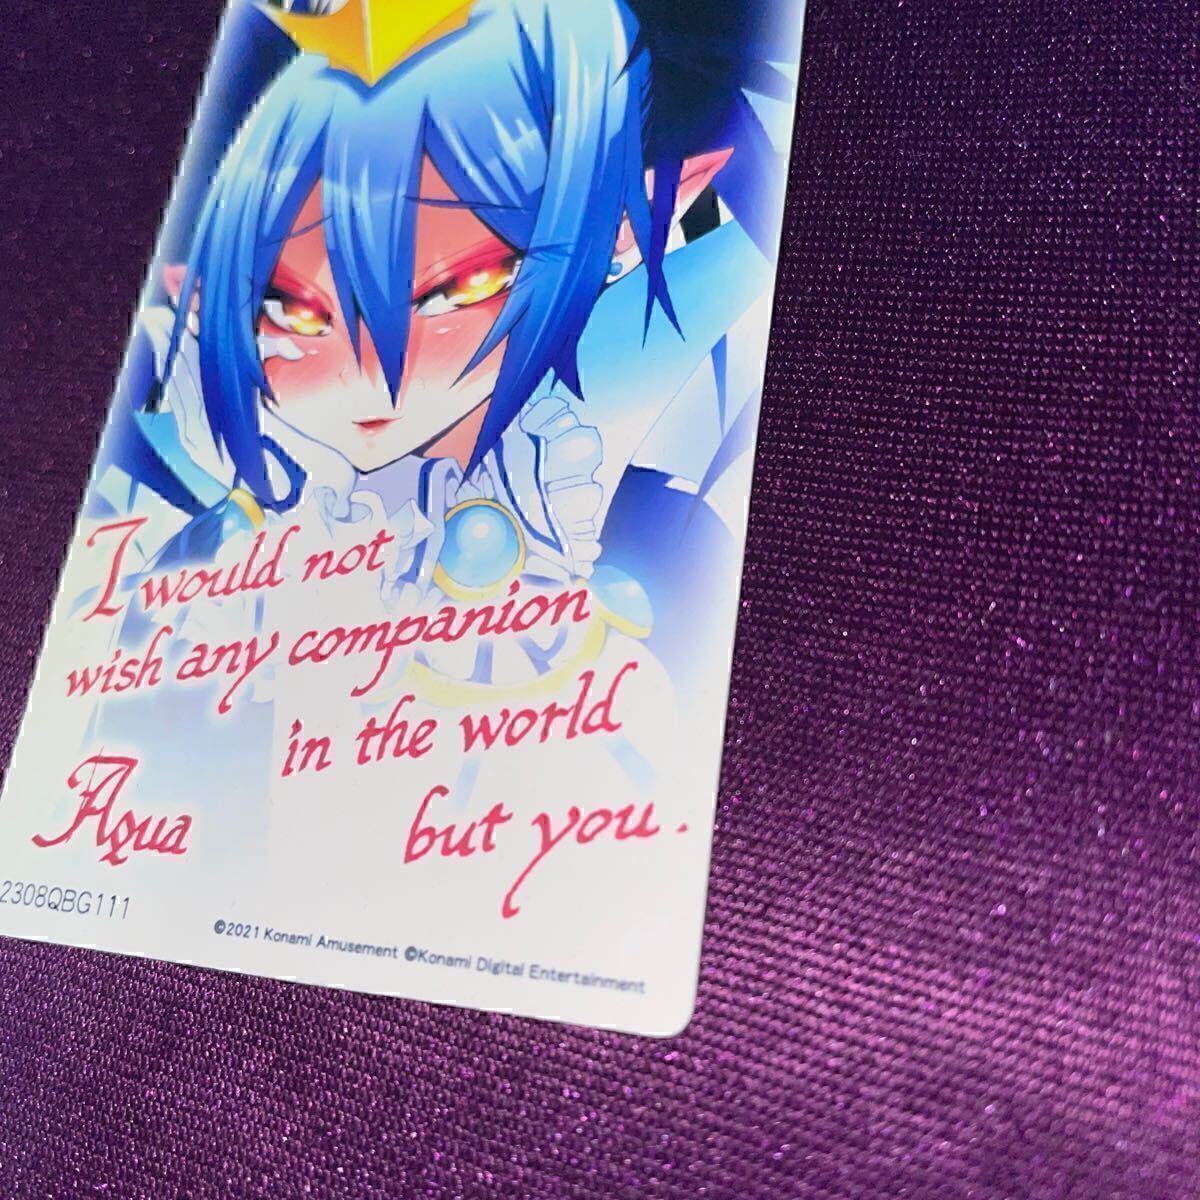 I would not
wish any companion
in the world
but you.
Aqua
2308QBG111
©2021 Konami Amusement ©Konami Digital Entertainment